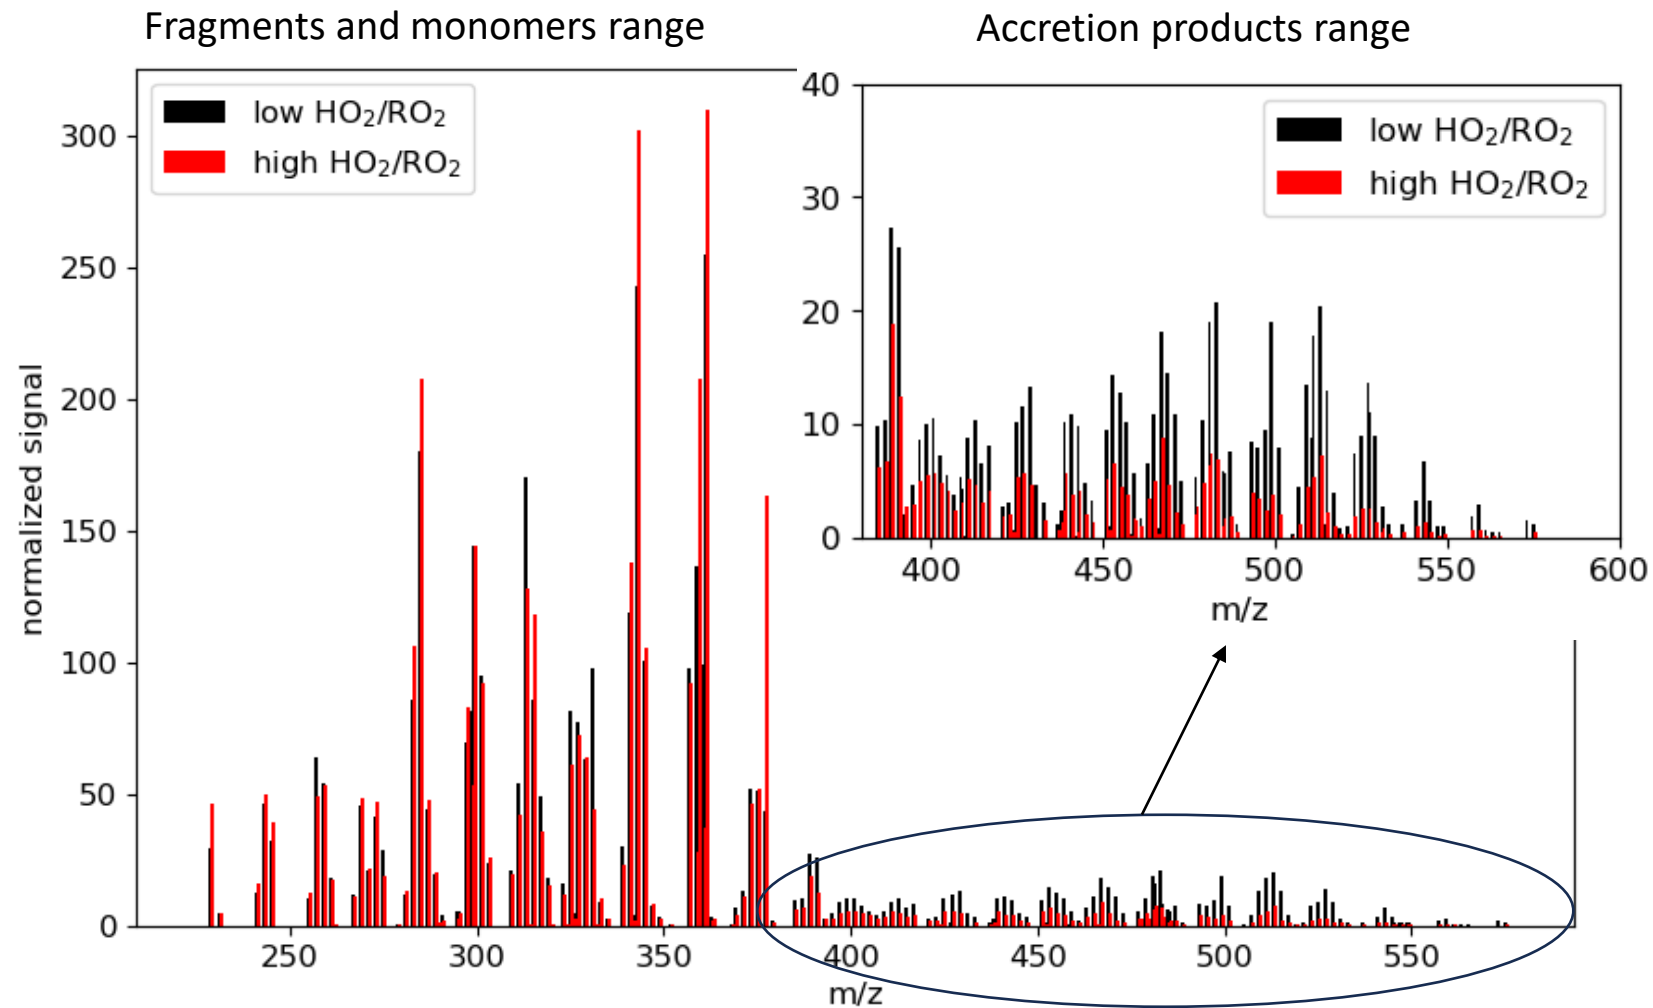 Fragments and monomers range
Accretion products range
low HO₂/RO₂
high HO₂/RO₂
300
250
200
150
100
50
0
normalized signal
250
300
350
400
450
500
550
m/z
low HO₂/RO₂
high HO₂/RO₂
40
30
20
10
0
400
450
500
550
600
m/z